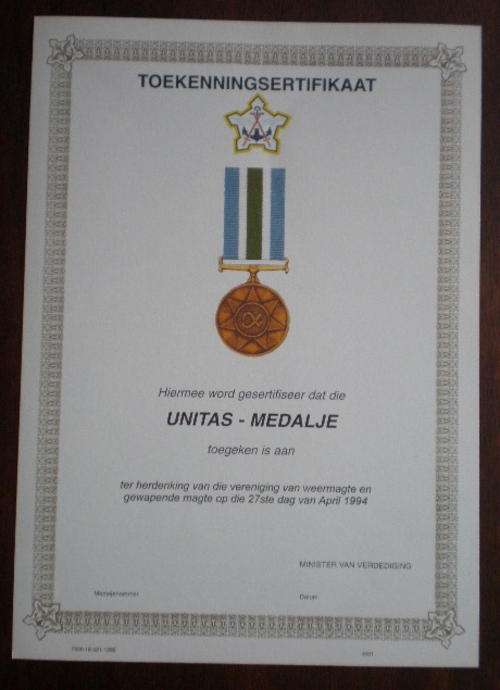 TOEKENNINGSERTIFIKAAT
Hiermee word gesertifiseer dat die
UNITAS - MEDALJE
toegeken is aan
ter herdenking van die vereniging van weermagte en
gewapende magte op die 27ste dag van April 1994
MINISTER VAN VERDEDIGING
Datum